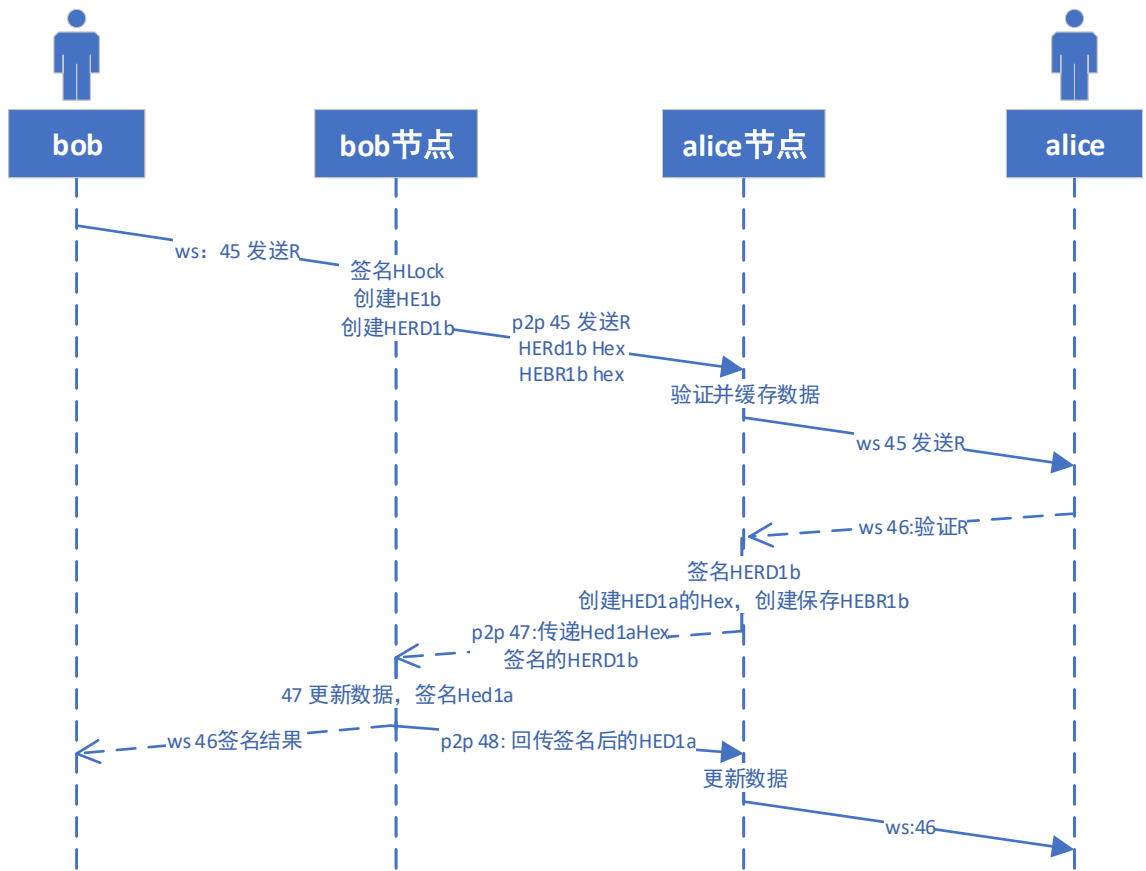 bob
bob节点
alice节点
alice
ws：45 发送R
签名HLock
创建HE1b
创建HERD1b
p2p 45 发送R
HERd1b Hex
HEBR1b hex
验证并缓存数据
ws 45 发送R
ws 46:验证R
签名HERD1b
创建HED1a的Hex，创建保存HEBR1b
p2p 47:传递Hed1aHex
签名的HERD1b
47 更新数据，签名Hed1a
ws 46签名结果
p2p 48: 回传签名后的HED1a
更新数据
ws:46